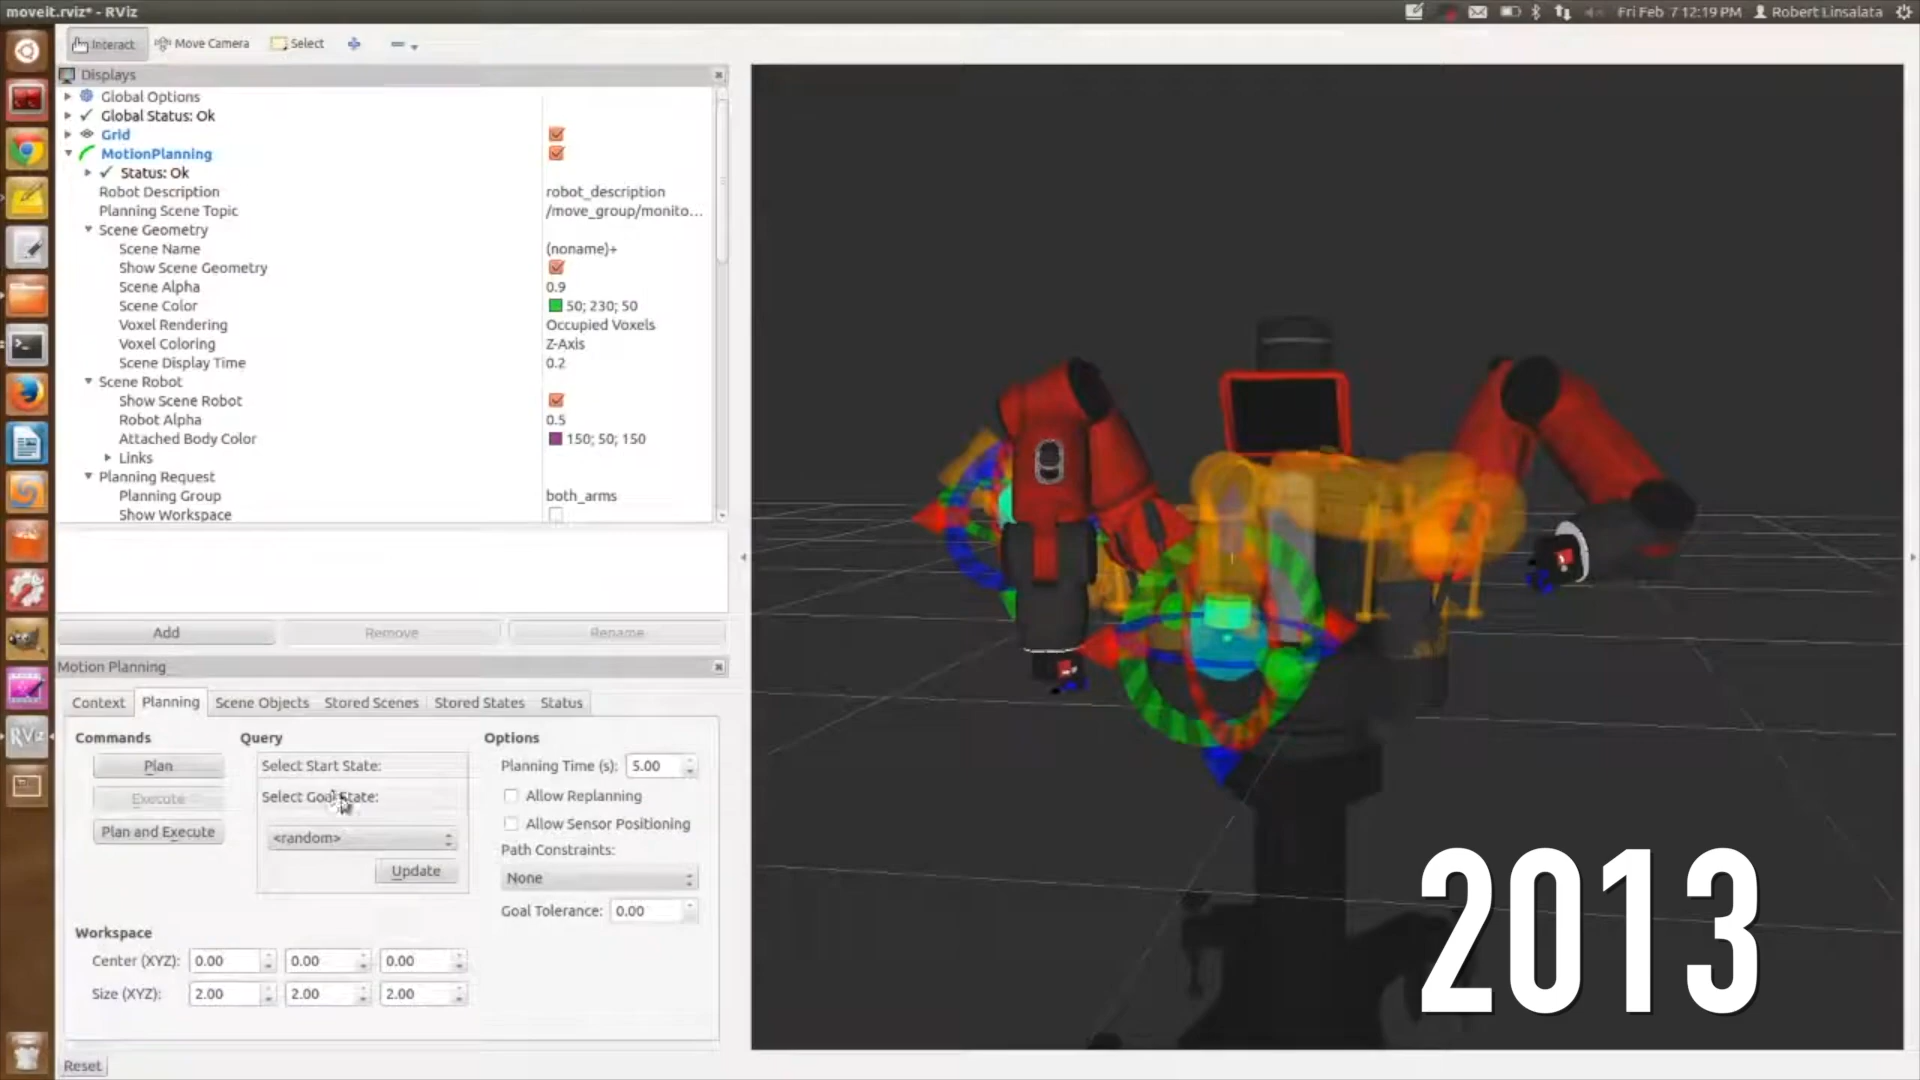 moveit.rviz* - RViz
Fri Feb 7 12:19 PM
Robert Linsalata
Interact
Move Camera
Select
Displays
Global Options
Global Status: Ok
Grid
MotionPlanning
Status: Ok
Robot Description robot_description
Planning Scene Topic /move_group/monito...
Scene Geometry
Scene Name (noname)+
Show Scene Geometry
Scene Alpha 0.9
Scene Color 50; 230; 50
Voxel Rendering Occupied Voxels
Voxel Coloring Z-Axis
Scene Display Time 0.2
Scene Robot
Show Scene Robot
Robot Alpha 0.5
Attached Body Color 150; 50; 150
Links
Planning Request
Planning Group both_arms
Show Workspace
Add Remove Rename
Motion Planning
Context Planning Scene Objects Stored Scenes Stored States Status
Commands Query Options
Plan Select Start State: Planning Time (s): 5.00
Execute Select Goal State: Allow Replanning
Plan and Execute <random> Allow Sensor Positioning
Path Constraints:
Update None
Goal Tolerance: 0.00
Workspace
Center (XYZ): 0.00 0.00 0.00
Size (XYZ): 2.00 2.00 2.00
Reset
RViz
2013